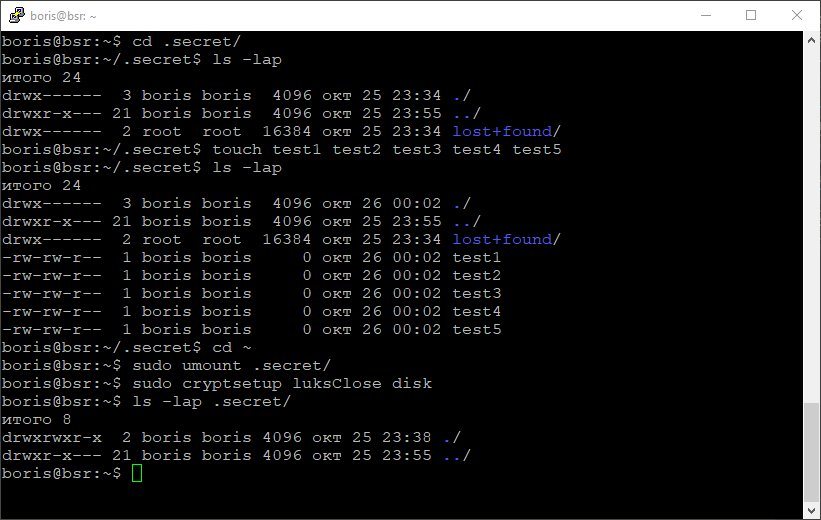 boris@bsr: ~
boris@bsr:~$ cd .secret/
boris@bsr:~/.secret$ ls -lap
итого 24
drwx------  3 boris boris  4096 окт 25 23:34 ./
drwxr-x--- 21 boris boris  4096 окт 25 23:55 ../
drwx------  2 root  root  16384 окт 25 23:34 lost+found/
boris@bsr:~/.secret$ touch test1 test2 test3 test4 test5
boris@bsr:~/.secret$ ls -lap
итого 24
drwx------  3 boris boris  4096 окт 26 00:02 ./
drwxr-x--- 21 boris boris  4096 окт 25 23:55 ../
drwx------  2 root  root  16384 окт 25 23:34 lost+found/
-rw-rw-r--  1 boris boris     0 окт 26 00:02 test1
-rw-rw-r--  1 boris boris     0 окт 26 00:02 test2
-rw-rw-r--  1 boris boris     0 окт 26 00:02 test3
-rw-rw-r--  1 boris boris     0 окт 26 00:02 test4
-rw-rw-r--  1 boris boris     0 окт 26 00:02 test5
boris@bsr:~/.secret$ cd ~
boris@bsr:~$ sudo umount .secret/
boris@bsr:~$ sudo cryptsetup luksClose disk
boris@bsr:~$ ls -lap .secret/
итого 8
drwxrwxr-x  2 boris boris 4096 окт 25 23:38 ./
drwxr-x--- 21 boris boris 4096 окт 25 23:55 ../
boris@bsr:~$